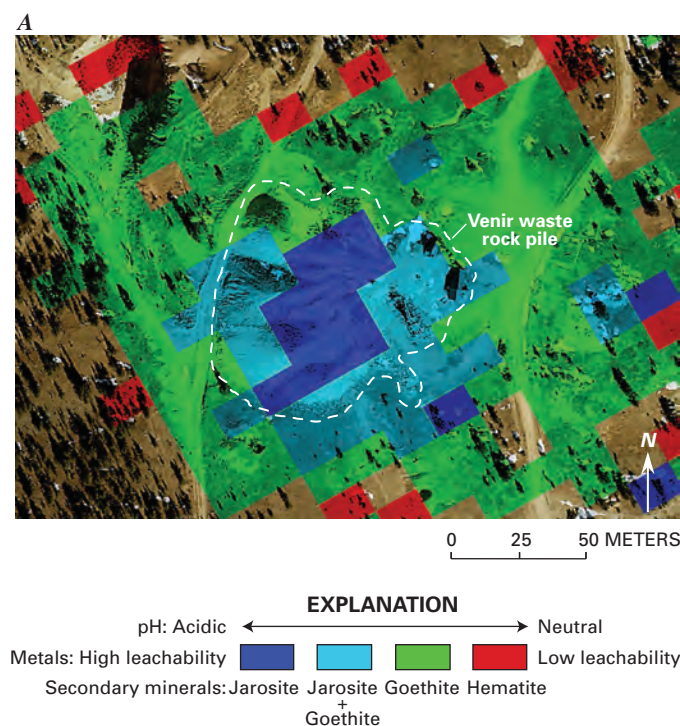 A
Venir waste
rock pile
N
0 25 50 METERS
EXPLANATION
pH: Acidic Neutral
Metals: High leachability Low leachability
Secondary minerals: Jarosite Jarosite Goethite Hematite
+
Goethite